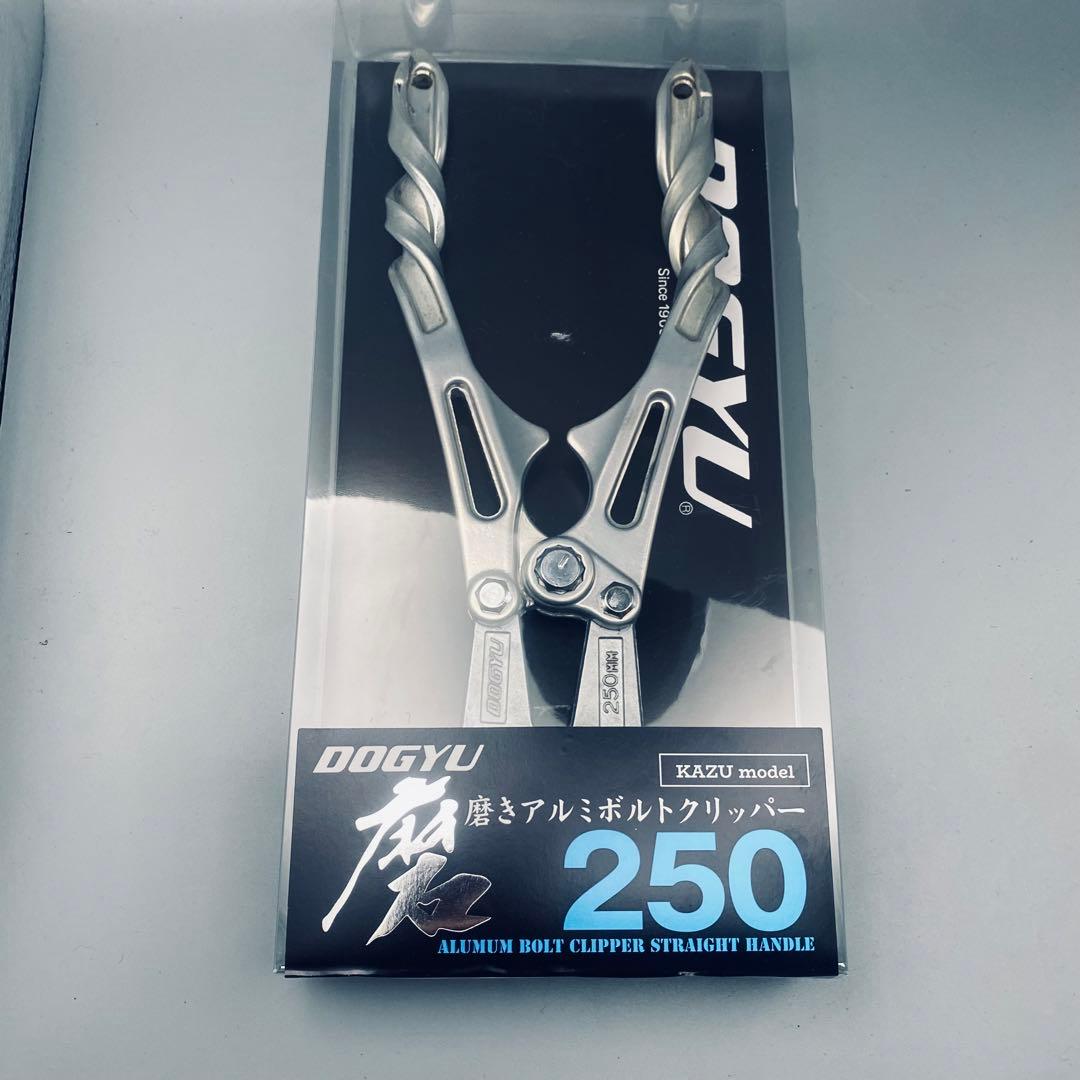 DOGYU
Since 19
®
DOGYU
250MM
DOGYU
KAZU model
磨
磨きアルミボルトクリッパー
250
ALUMUM BOLT CLIPPER STRAIGHT HANDLE